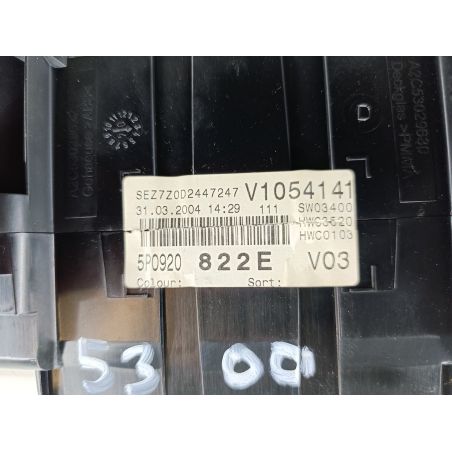 SEZ7Z0D2447247 V1054141
31.03.2004 14:29 111 SW03400
HWC3520
HWC0103
5P0920 822E V03
Colour: Sort:
53 00